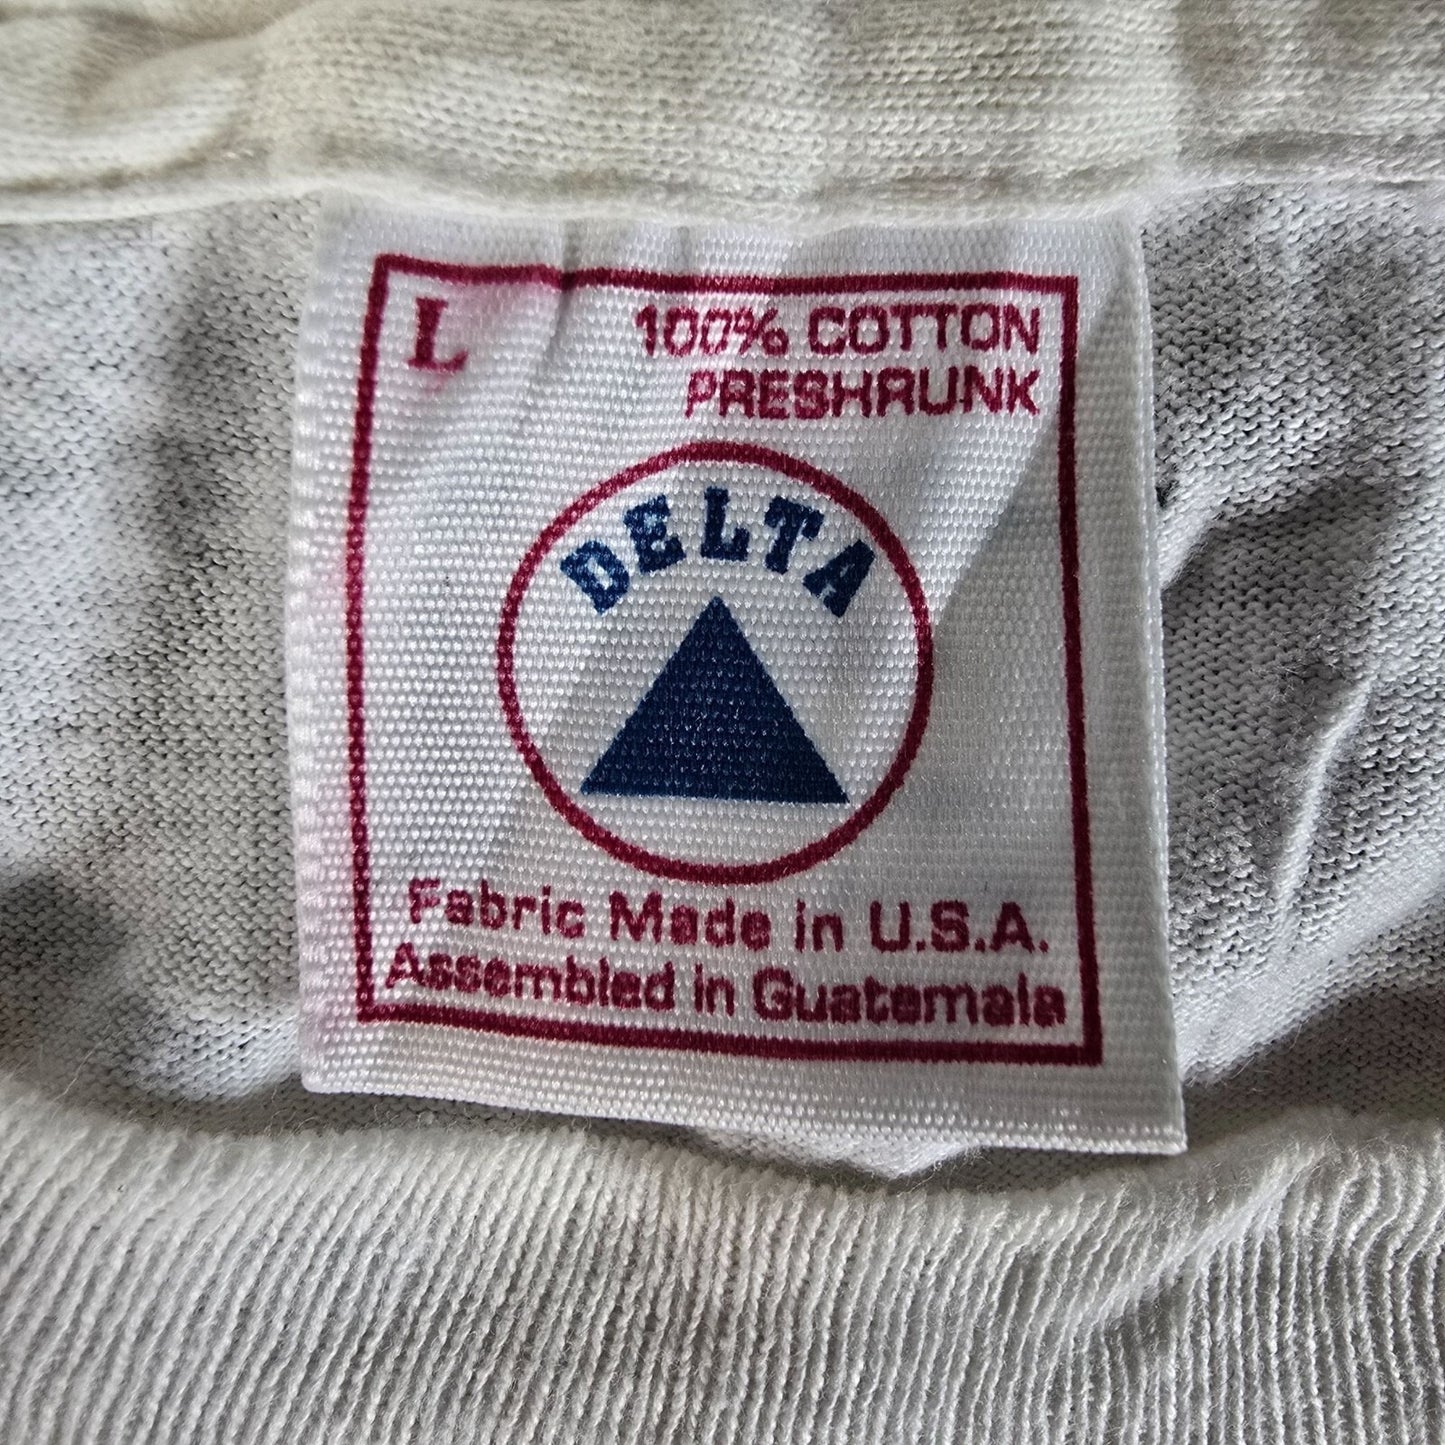 L
100% COTTON
PRESHRUNK
DELTA
Fabric Made in U.S.A.
Assembled in Guatemala